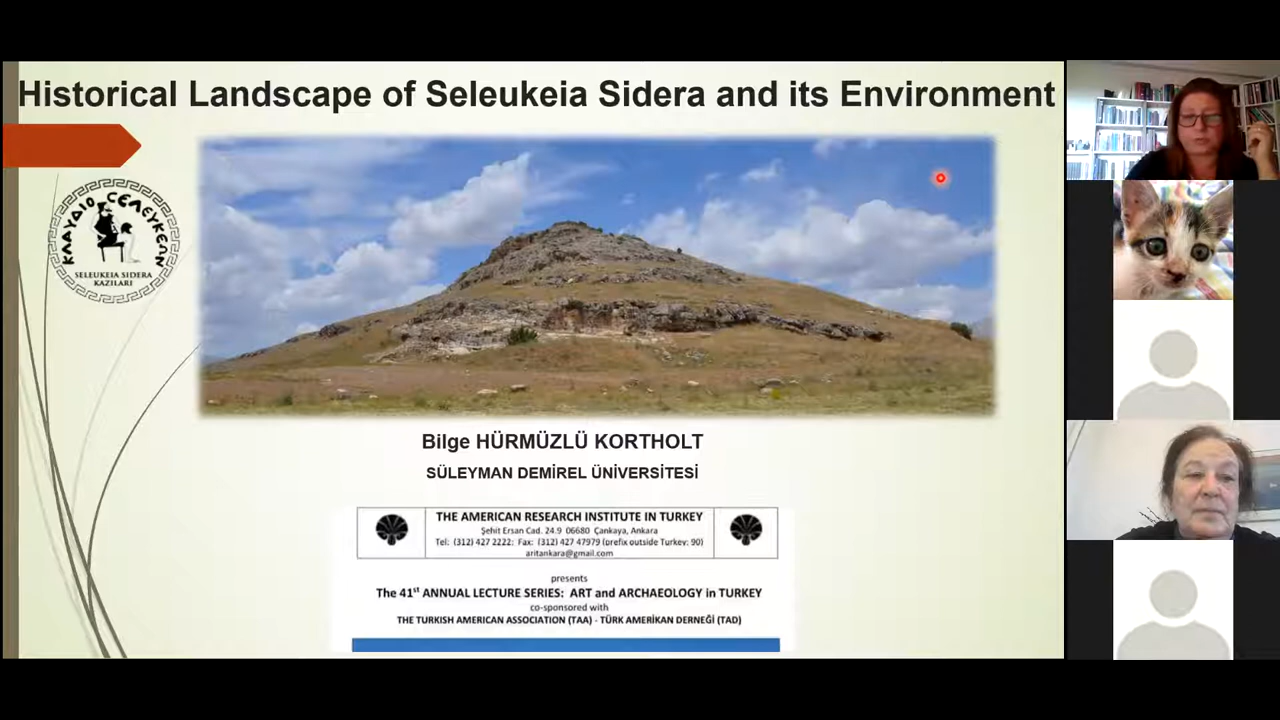 Historical Landscape of Seleukeia Sidera and its Environment
ΚΛΑΥΔΙΟ ϹΕΛΕΥΚΕΩΝ
SELEUKEIA SIDERA
KAZILARI
Bilge HÜRMÜZLÜ KORTHOLT
SÜLEYMAN DEMİREL ÜNİVERSİTESİ
THE AMERICAN RESEARCH INSTITUTE IN TURKEY
Şehit Ersan Cad. 24.9 06680 Çankaya, Ankara
Tel: (312) 427 2222; Fax: (312) 427 47979 (prefix outside Turkey: 90)
aritankara@gmail.com
presents
The 41st ANNUAL LECTURE SERIES: ART and ARCHAEOLOGY in TURKEY
co-sponsored with
THE TURKISH AMERICAN ASSOCIATION (TAA) - TÜRK AMERİKAN DERNEĞİ (TAD)